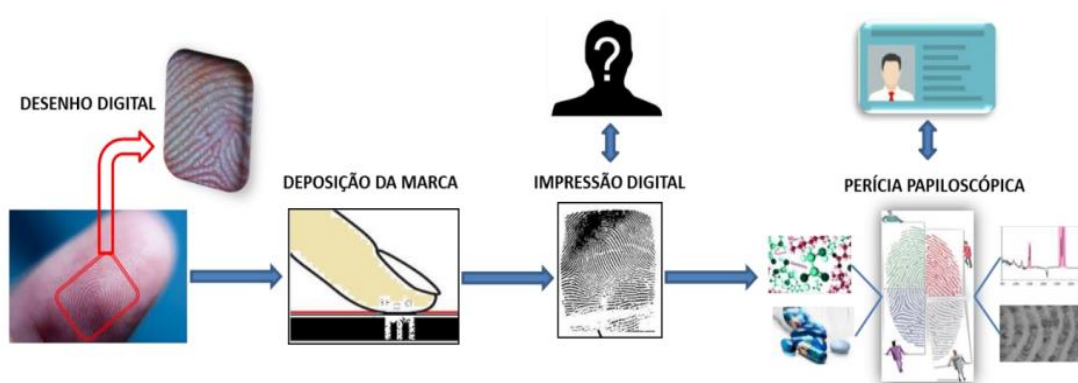 DESENHO DIGITAL
DEPOSIÇÃO DA MARCA
?
IMPRESSÃO DIGITAL
PERÍCIA PAPILOSCÓPICA